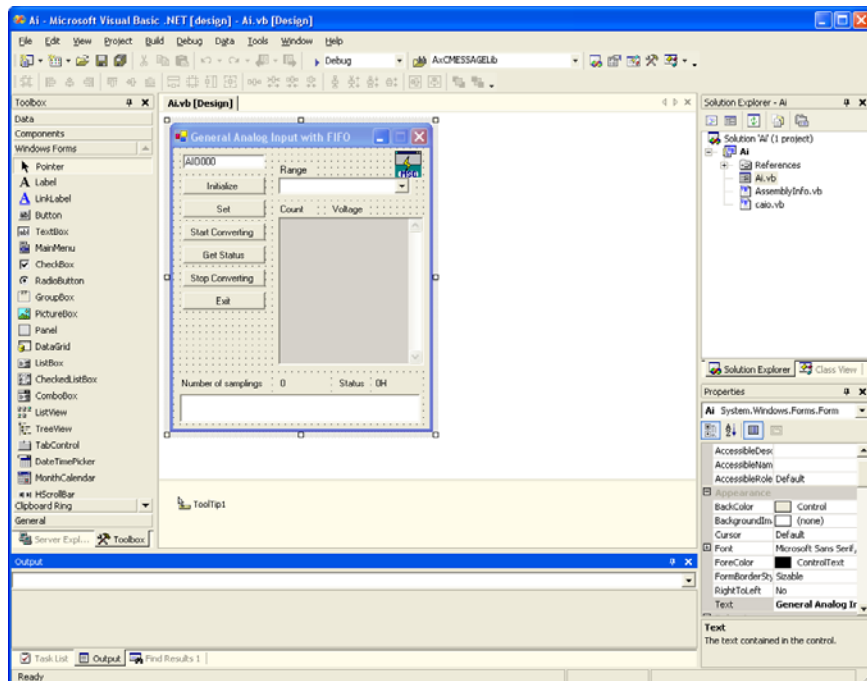 Ai - Microsoft Visual Basic .NET [design] - Ai.vb [Design]
File Edit View Project Build Debug Data Tools Window Help
Debug AxCMESSAGELib
Toolbox
Data
Components
Windows Forms
Pointer
Label
LinkLabel
Button
TextBox
MainMenu
CheckBox
RadioButton
GroupBox
PictureBox
Panel
DataGrid
ListBox
CheckedListBox
ComboBox
ListView
TreeView
TabControl
DateTimePicker
MonthCalendar
HScrollBar
Clipboard Ring
General
Server Expl... Toolbox
Ai.vb [Design]
General Analog Input with FIFO
AIO000
Range
MSG
Initialize
Set
Count Voltage
Start Converting
Get Status
Stop Converting
Exit
Number of samplings 0 Status 0H
ToolTip1
Solution Explorer - Ai
Solution 'Ai' (1 project)
Ai
References
Ai.vb
AssemblyInfo.vb
caio.vb
Solution Explorer Class View
Properties
Ai System.Windows.Forms.Form
AccessibleDesc
AccessibleNam
AccessibleRole Default
Appearance
BackColor Control
BackgroundIm (none)
Cursor Default
Font Microsoft Sans Serif,
ForeColor ControlText
FormBorderSty Sizable
RightToLeft No
Text General Analog Ir
Text
The text contained in the control.
Output
Task List Output Find Results 1
Ready